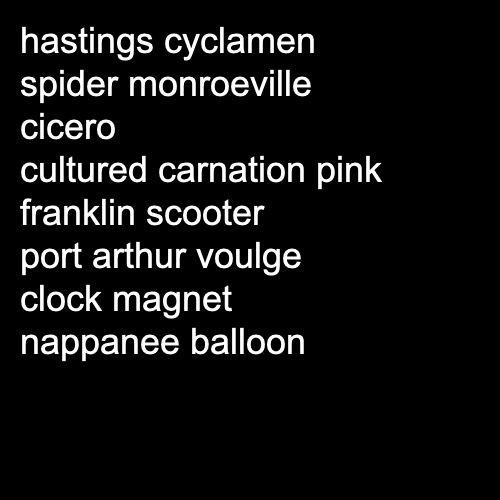 hastings cyclamen
spider monroeville
cicero
cultured carnation pink
franklin scooter
port arthur voulge
clock magnet
nappanee balloon